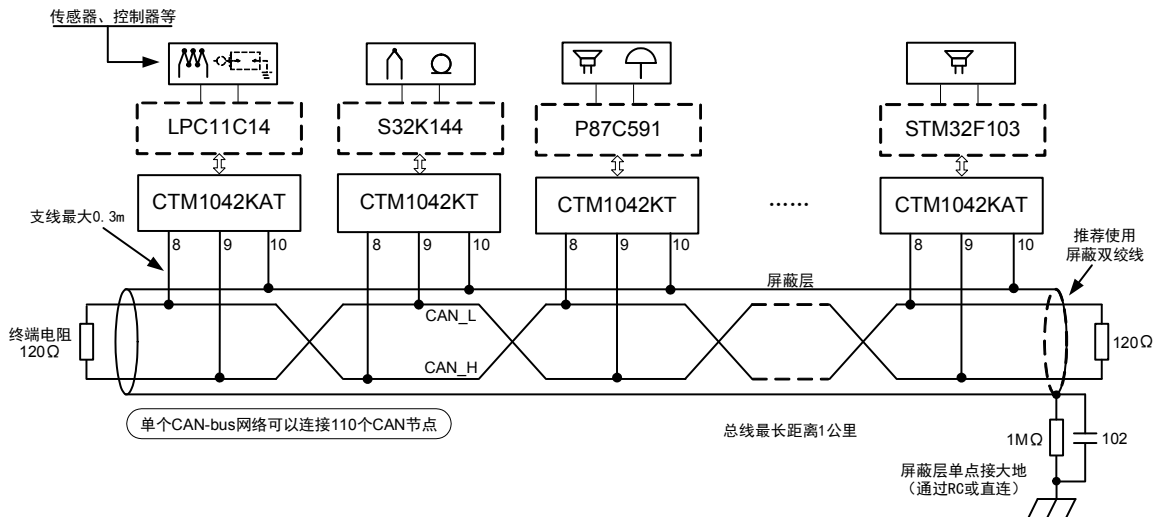 传感器、控制器等
LPC11C14
S32K144
P87C591
STM32F103
CTM1042KAT
CTM1042KT
CTM1042KT
……
CTM1042KAT
支线最大0.3m
8
9
10
8
9
10
8
9
10
8
9
10
推荐使用
屏蔽双绞线
屏蔽层
CAN_L
终端电阻
120Ω
120Ω
CAN_H
单个CAN-bus网络可以连接110个CAN节点
总线最长距离1公里
1MΩ
102
屏蔽层单点接大地
（通过RC或直连）